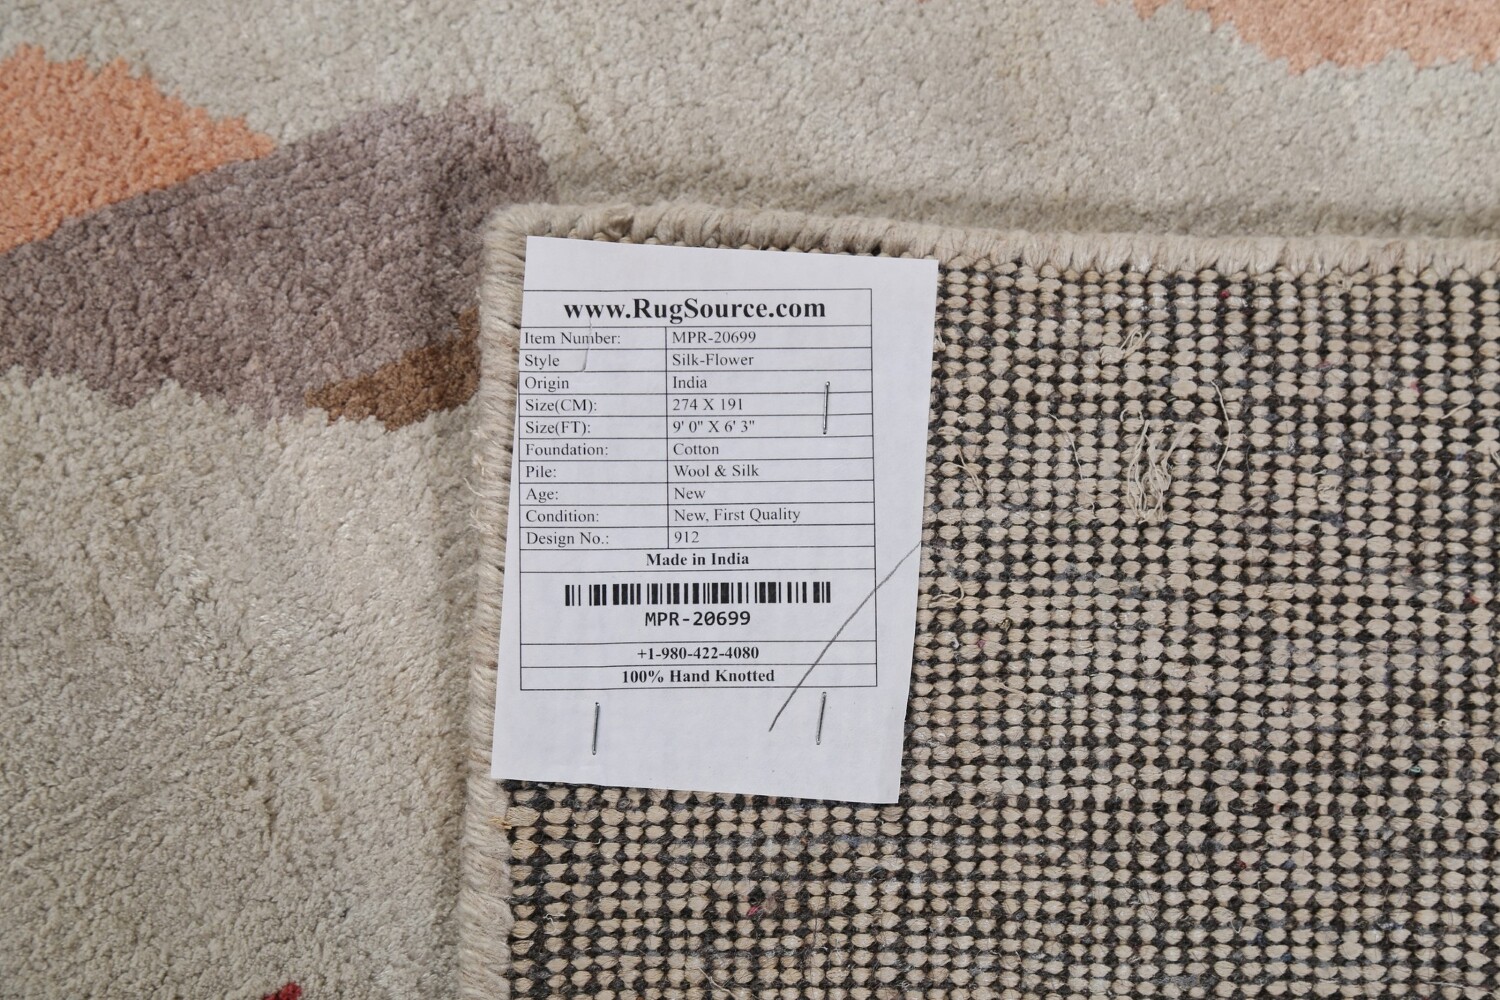 www.RugSource.com
Item Number: MPR-20699
Style Silk-Flower
Origin India
Size(CM): 274 X 191
Size(FT): 9' 0" X 6' 3"
Foundation: Cotton
Pile: Wool & Silk
Age: New
Condition: New, First Quality
Design No.: 912
Made in India
MPR-20699
+1-980-422-4080
100% Hand Knotted